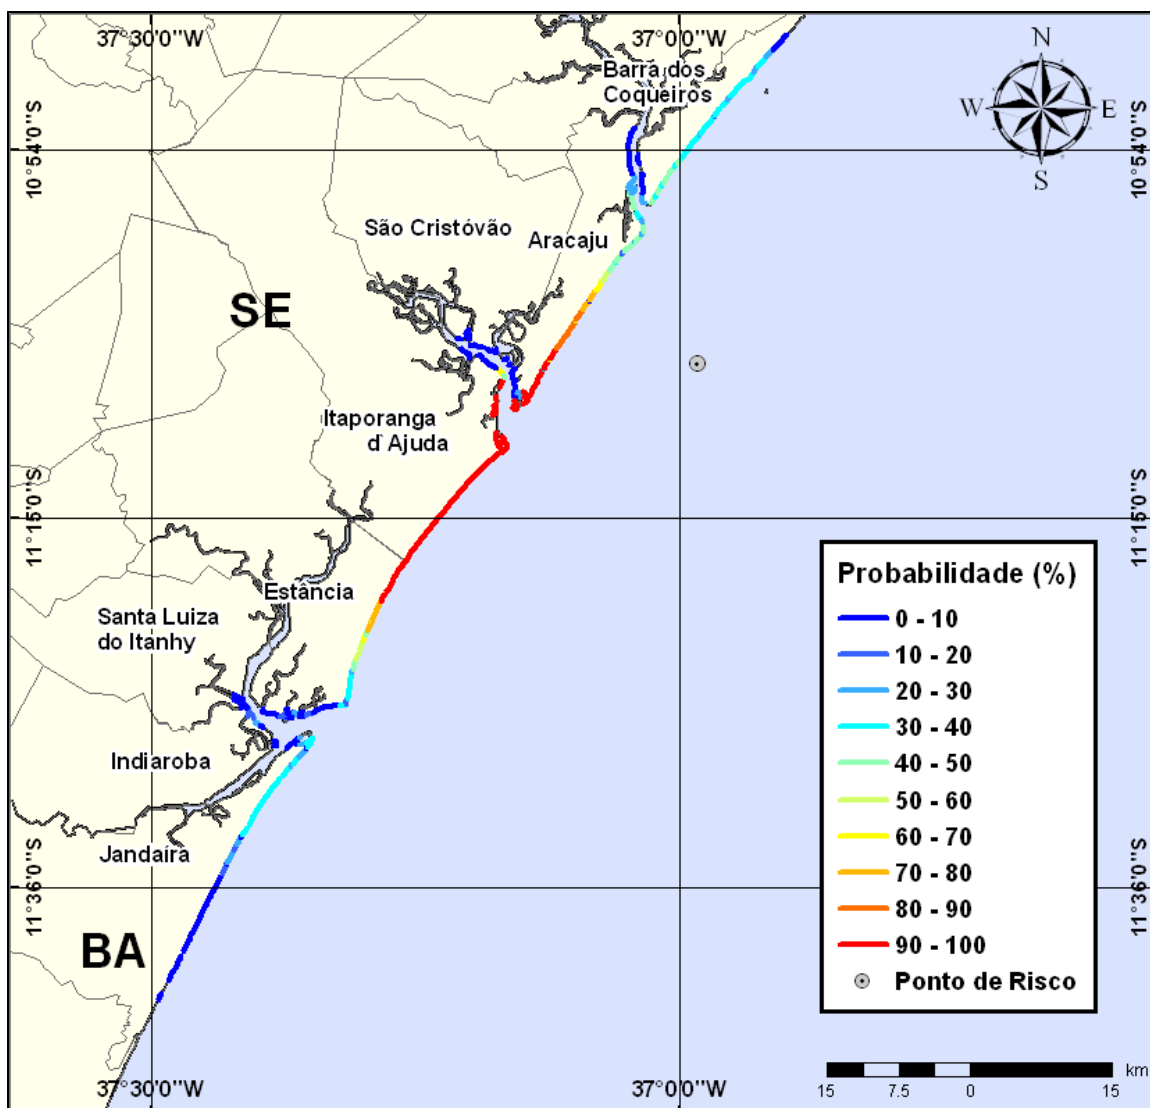 37°30'0''W
37°0'0''W
N
W
E
S
Barra dos
Coqueiros
10°54'0''S
10°54'0''S
São Cristóvão
Aracaju
SE
Itaporanga
d`Ajuda
11°15'0''S
11°15'0''S
Estância
Santa Luiza
do Itanhy
Indiaroba
Jandaíra
11°36'0''S
11°36'0''S
BA
Probabilidade (%)
0 - 10
10 - 20
20 - 30
30 - 40
40 - 50
50 - 60
60 - 70
70 - 80
80 - 90
90 - 100
Ponto de Risco
km
15 7.5 0 15
37°30'0''W
37°0'0''W